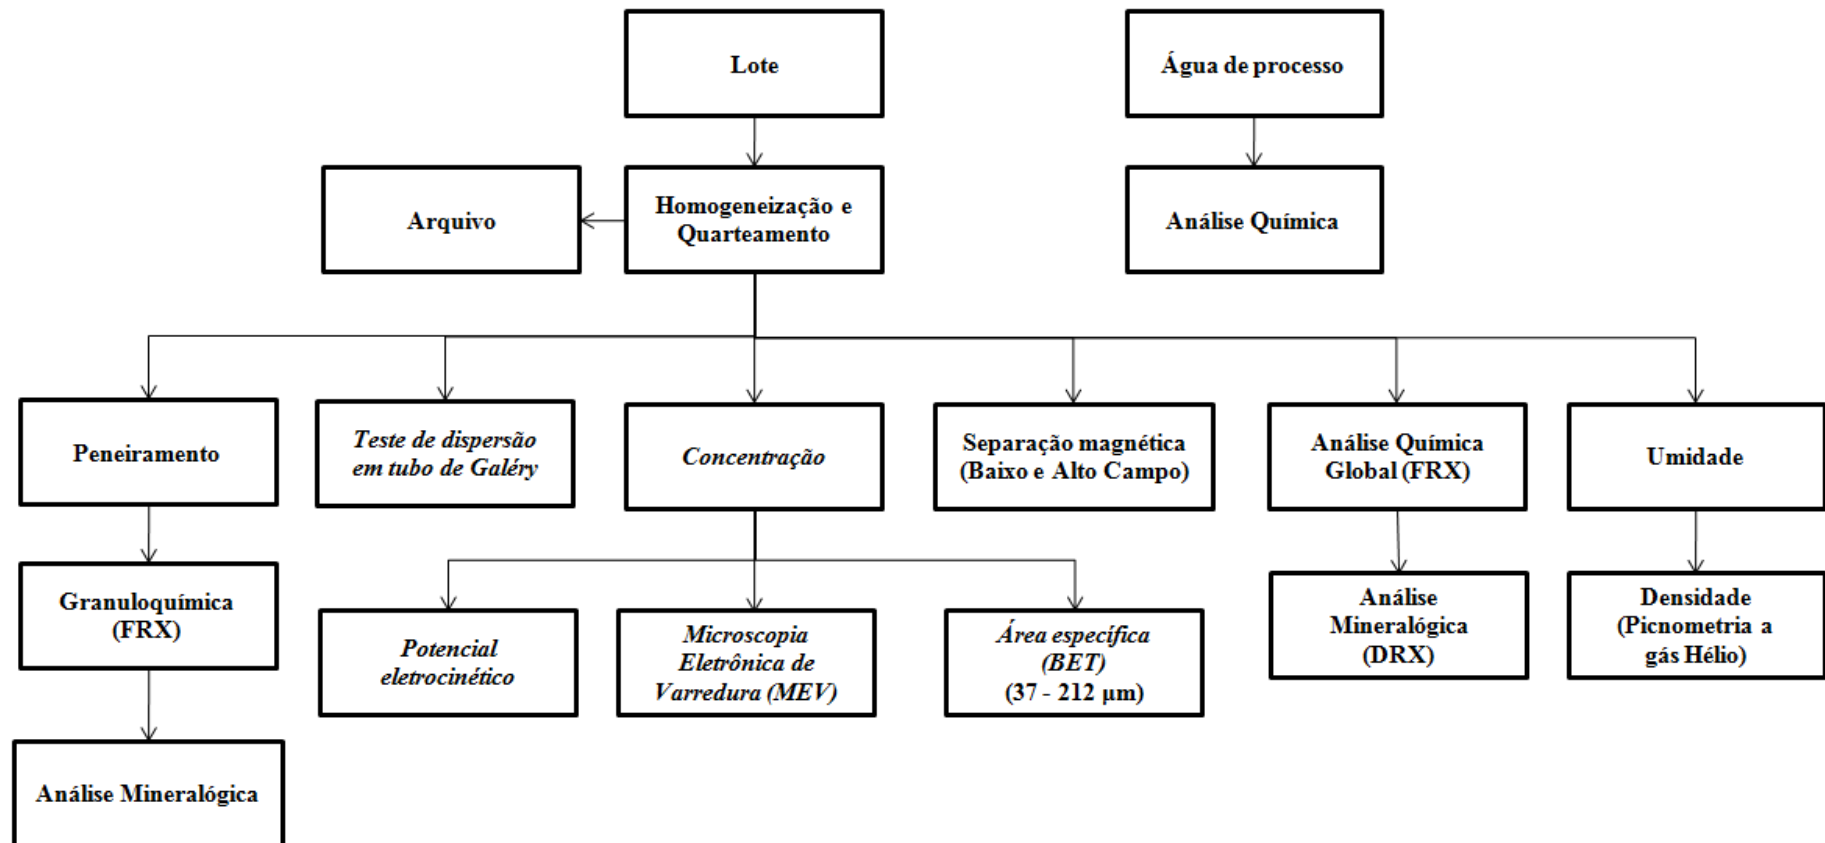 Lote
Água de processo
Arquivo
Homogeneização e
Quarteamento
Análise Química
Peneiramento
Teste de dispersão
em tubo de Galéry
Concentração
Separação magnética
(Baixo e Alto Campo)
Análise Química
Global (FRX)
Umidade
Granuloquímica
(FRX)
Potencial
eletrocinético
Microscopia
Eletrônica de
Varredura (MEV)
Área específica
(BET)
(37 - 212 µm)
Análise
Mineralógica
(DRX)
Densidade
(Picnometria a
gás Hélio)
Análise Mineralógica